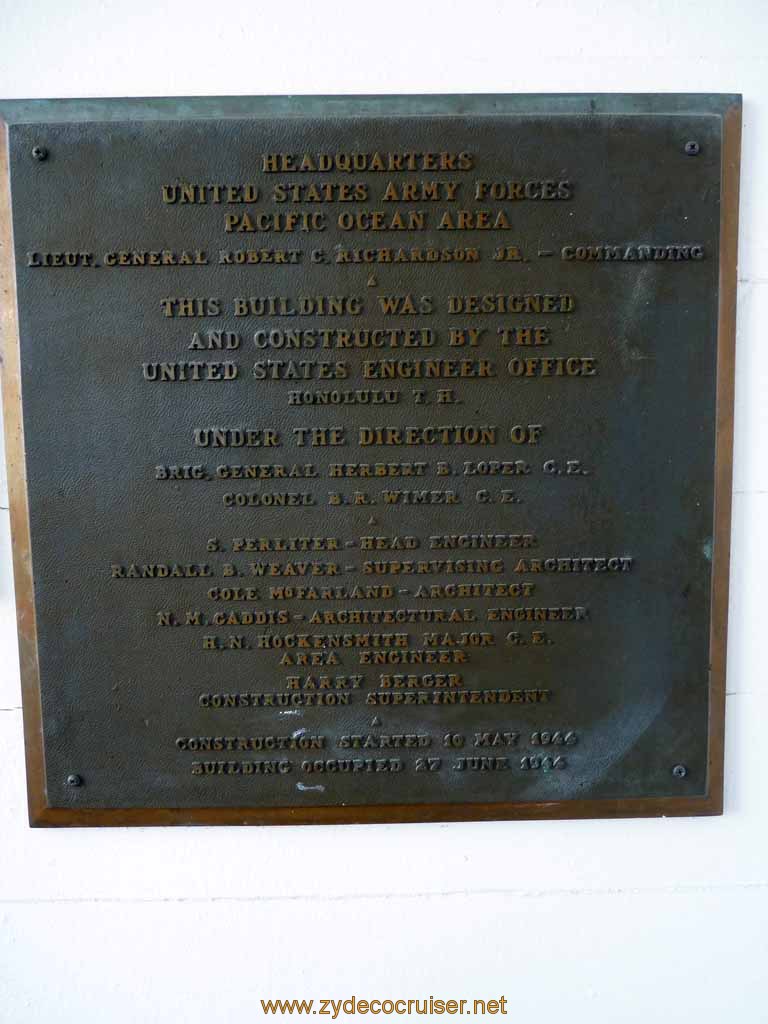 HEADQUARTERS
UNITED STATES ARMY FORCES
PACIFIC OCEAN AREA
LIEUT. GENERAL ROBERT C. RICHARDSON JR. – COMMANDING
THIS BUILDING WAS DESIGNED
AND CONSTRUCTED BY THE
UNITED STATES ENGINEER OFFICE
HONOLULU T. H.
UNDER THE DIRECTION OF
BRIG. GENERAL HERBERT B. LOPER C. E.
COLONEL B. R. WIMER C. E.
S. PERLITER – HEAD ENGINEER
RANDALL B. WEAVER – SUPERVISING ARCHITECT
COLE McFARLAND – ARCHITECT
N. M. GADDIS – ARCHITECTURAL ENGINEER
H. N. HOCKENSMITH MAJOR C. E.
AREA ENGINEER
HARRY BERGER
CONSTRUCTION SUPERINTENDENT
CONSTRUCTION STARTED 10 MAY 1944
BUILDING OCCUPIED 27 JUNE 1944
www.zydecocruiser.net